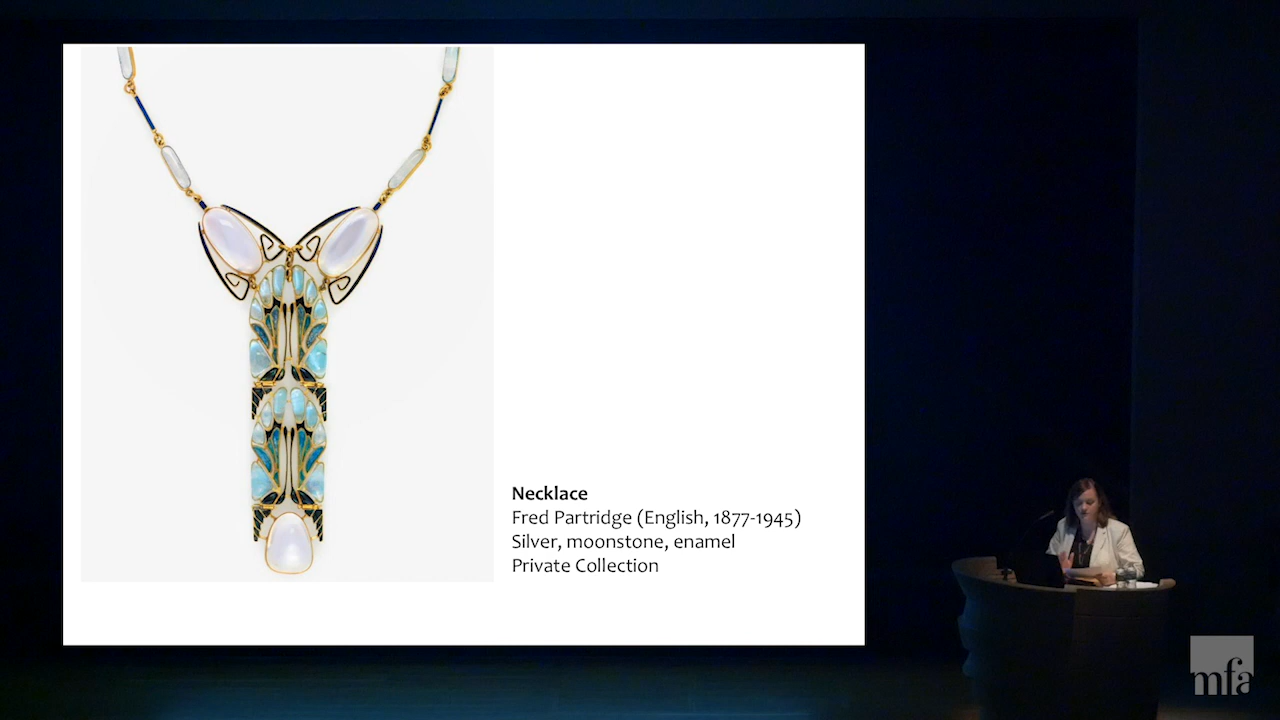 Necklace
Fred Partridge (English, 1877-1945)
Silver, moonstone, enamel
Private Collection
mfa